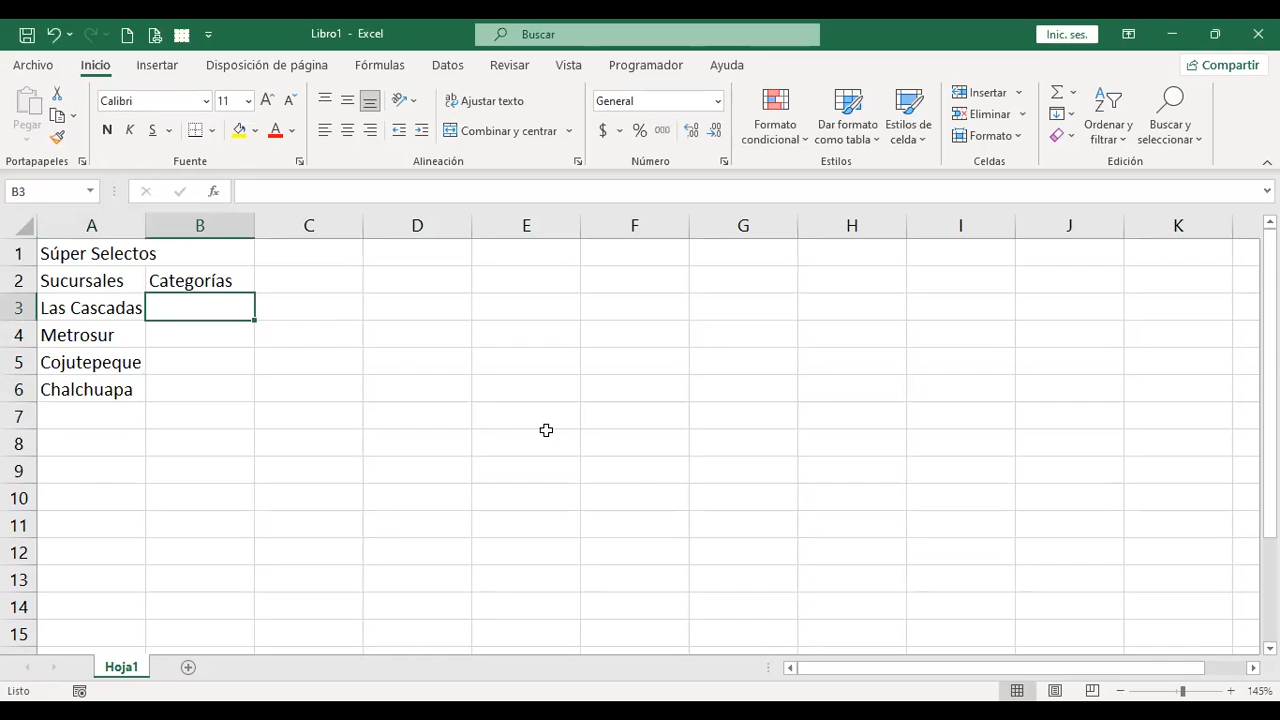 Libro1 - Excel
Buscar
Inic. ses.
Archivo Inicio Insertar Disposición de página Fórmulas Datos Revisar Vista Programador Ayuda Compartir
Pegar
Calibri 11
N K S A
Ajustar texto
Combinar y centrar
General
$ % 000
Formato condicional
Dar formato como tabla
Estilos de celda
Insertar
Eliminar
Formato
Ordenar y filtrar
Buscar y seleccionar
Portapapeles Fuente Alineación Número Estilos Celdas Edición
B3 fx
A B C D E F G H I J K
1 Súper Selectos
2 Sucursales Categorías
3 Las Cascadas
4 Metrosur
5 Cojutepeque
6 Chalchuapa
7
8
9
10
11
12
13
14
15
Hoja1
Listo 145%